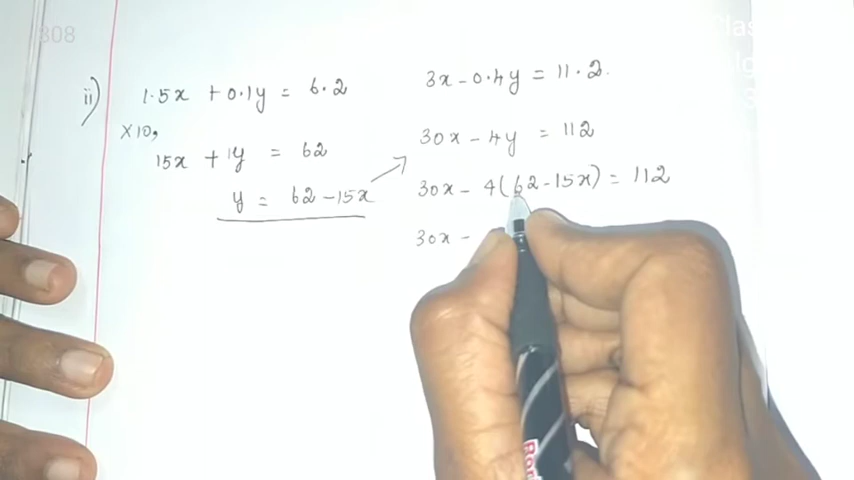 308
Clas
ii) 1.5x + 0.1y = 6.2
3x - 0.4y = 11.2.
×10,
15x + 1y = 62
30x - 4y = 112
y = 62 - 15x
30x - 4(62 - 15x) = 112
30x -